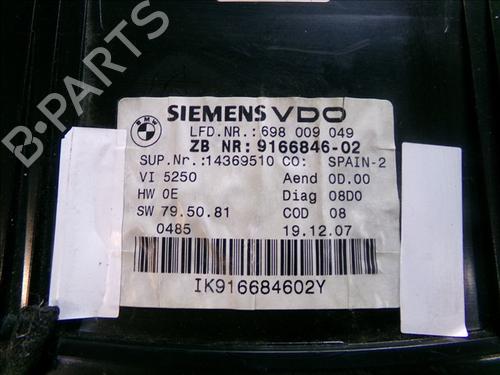 B-PARTS
BMW
SIEMENS VDO
LFD.NR.:698 009 049
ZB NR:9166846-02
SUP.Nr.:14369510 CO: SPAIN-2
VI 5250 Aend 0D.00
HW 0E Diag 08D0
SW 79.50.81 COD 08
0485 19.12.07
IK916684602Y